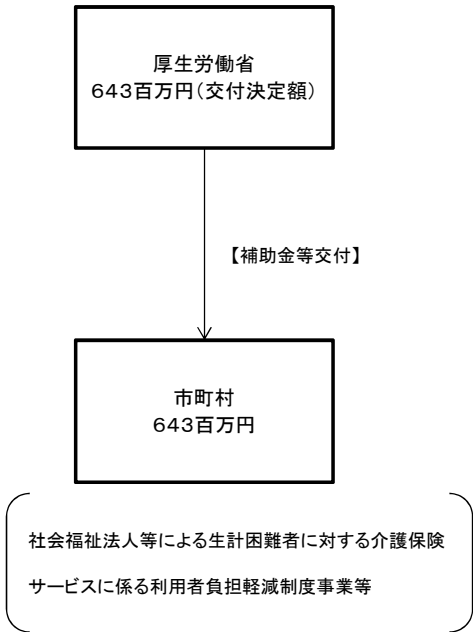 厚生労働省
643百万円（交付決定額）
【補助金等交付】
市町村
643百万円
社会福祉法人等による生計困難者に対する介護保険
サービスに係る利用者負担軽減制度事業等